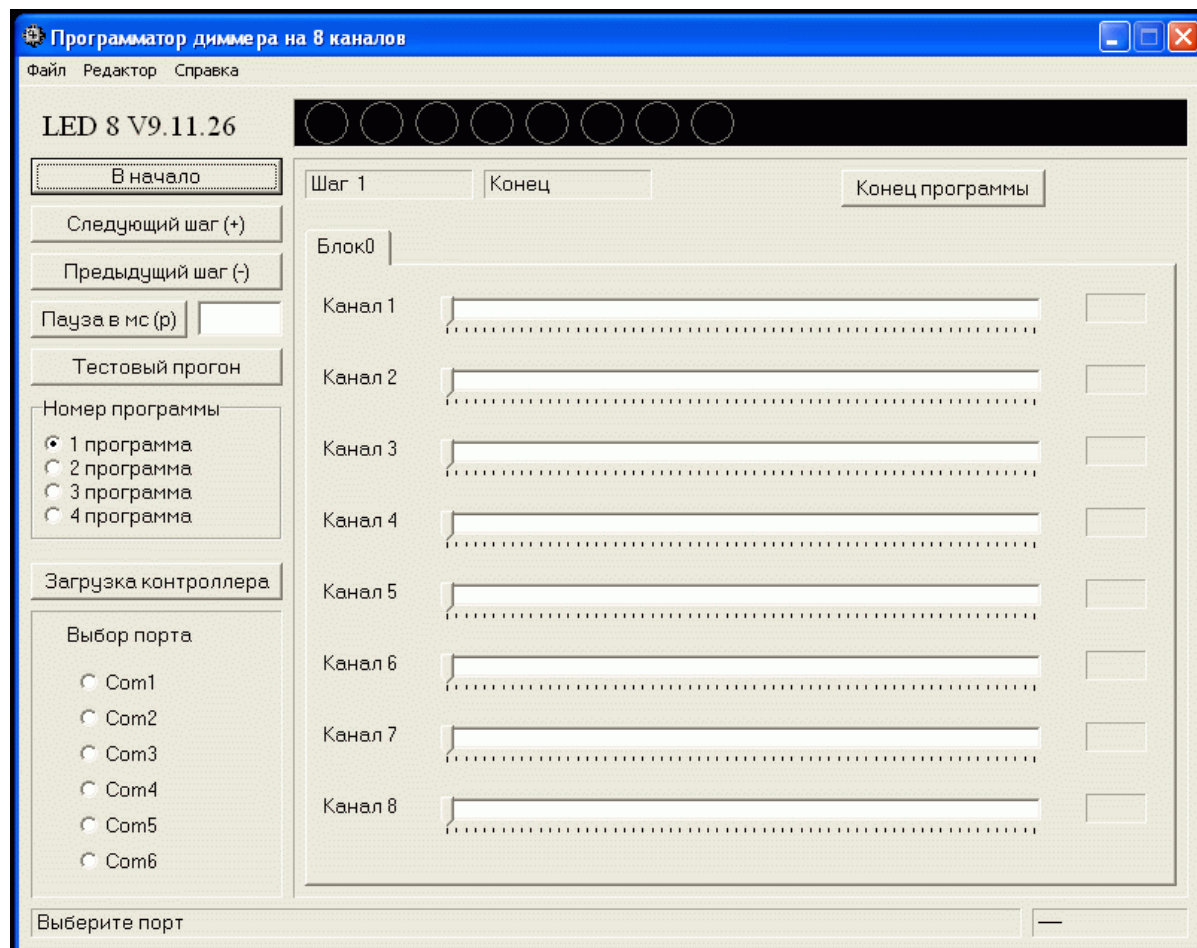 Программатор диммера на 8 каналов
Файл Редактор Справка
LED 8 V9.11.26
В начало
Следующий шаг (+)
Предыдущий шаг (-)
Пауза в мс (р)
Тестовый прогон
Номер программы
1 программа
2 программа
3 программа
4 программа
Загрузка контроллера
Выбор порта
Com1
Com2
Com3
Com4
Com5
Com6
Шаг 1
Конец
Конец программы
Блок0
Канал 1
Канал 2
Канал 3
Канал 4
Канал 5
Канал 6
Канал 7
Канал 8
Выберите порт